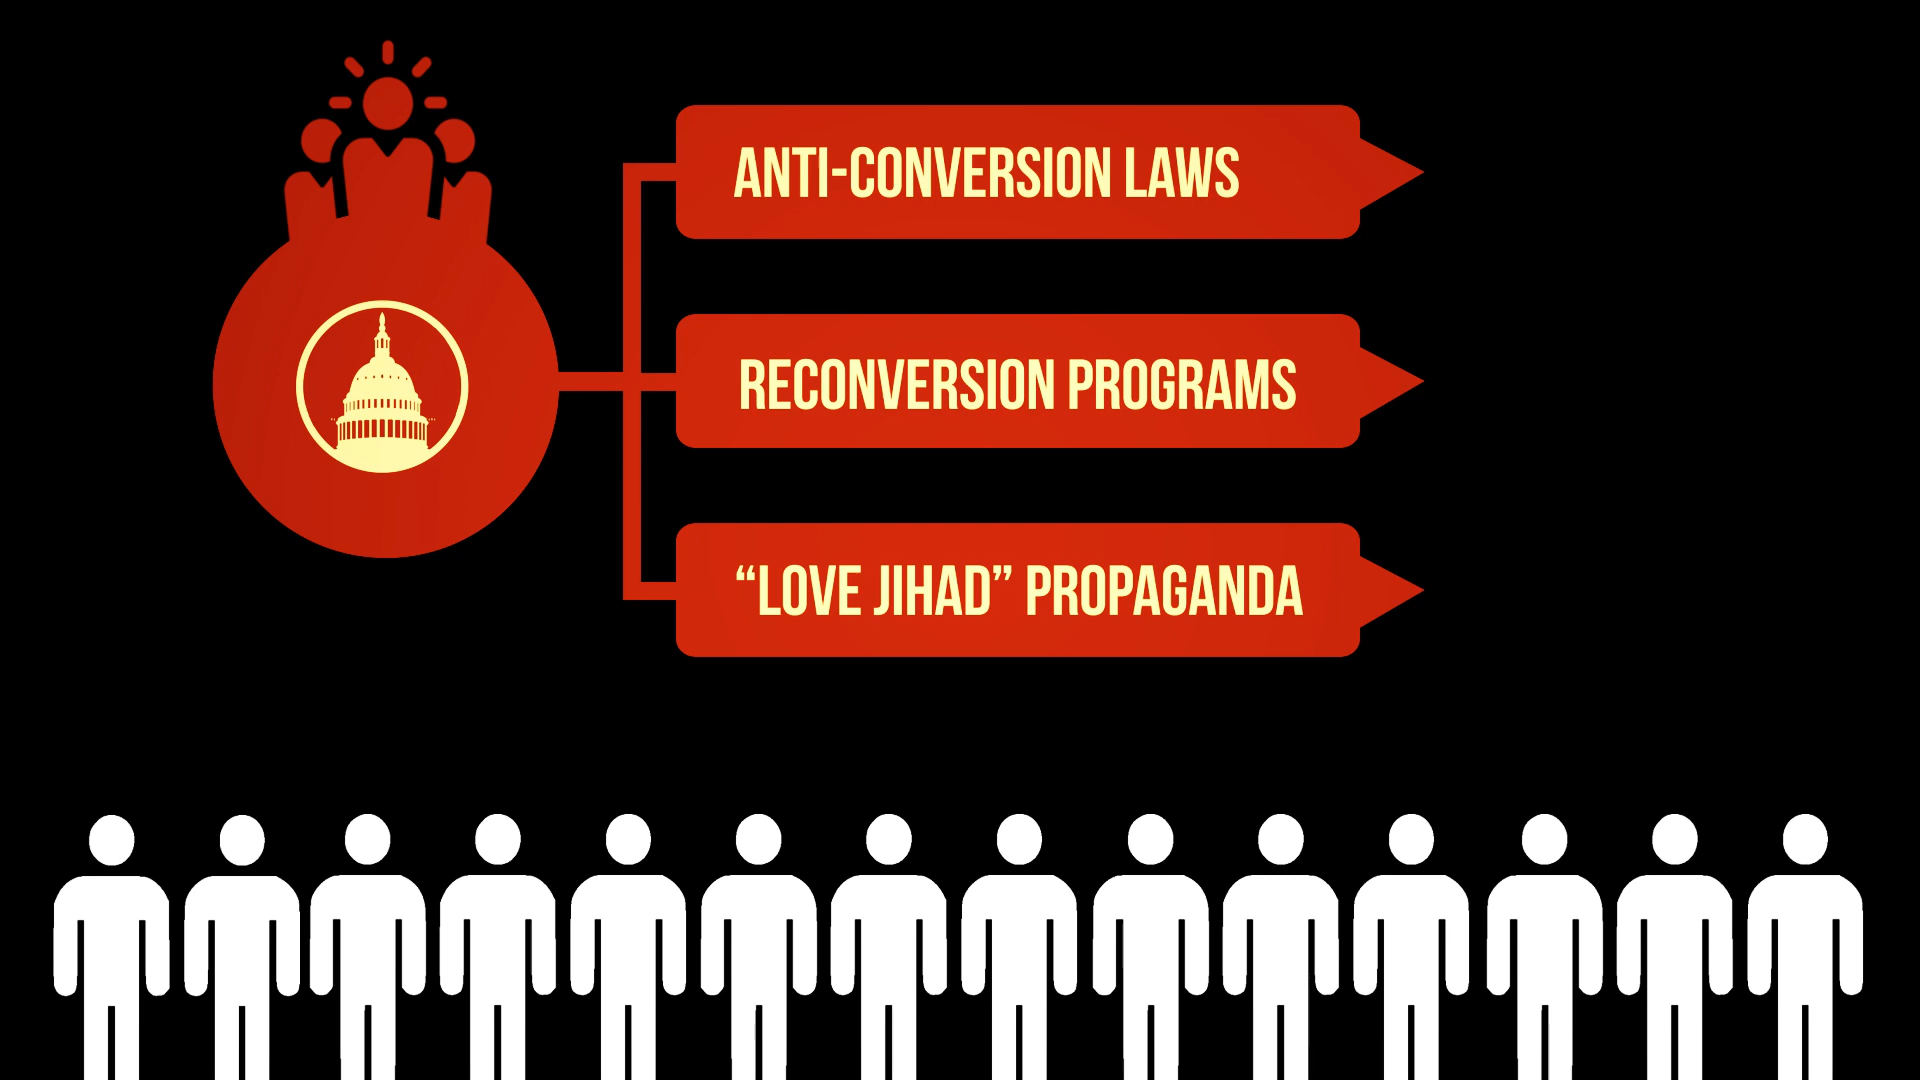 ANTI-CONVERSION LAWS
RECONVERSION PROGRAMS
“LOVE JIHAD” PROPAGANDA